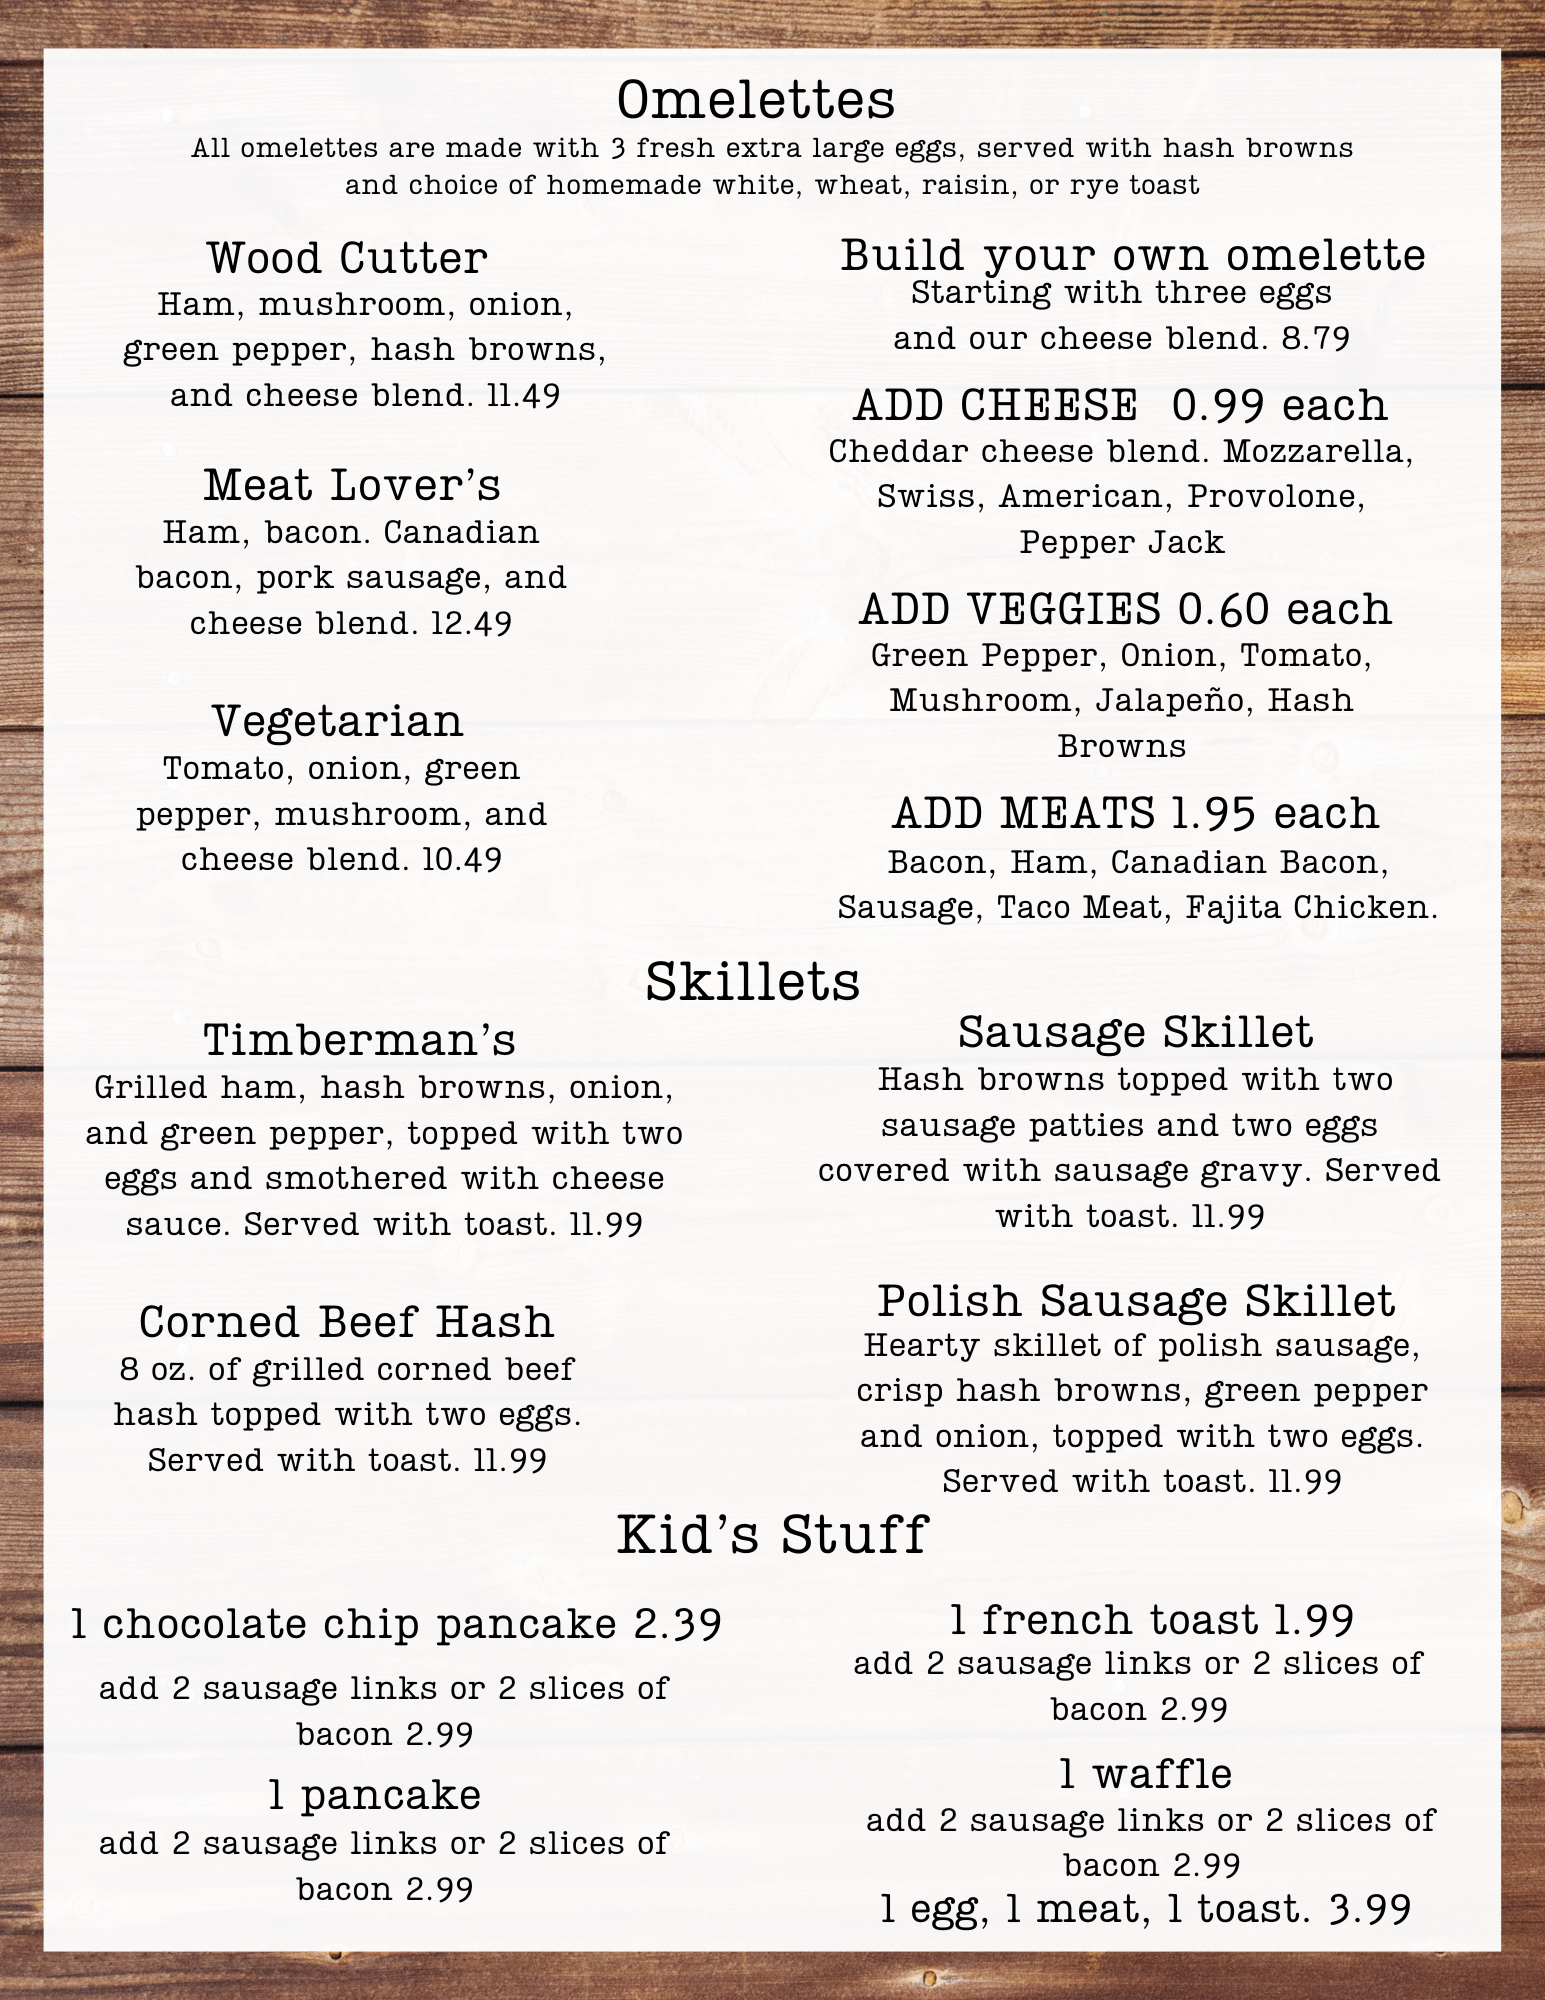 Omelettes
All omelettes are made with 3 fresh extra large eggs, served with hash browns
and choice of homemade white, wheat, raisin, or rye toast
Wood Cutter
Ham, mushroom, onion,
green pepper, hash browns,
and cheese blend. 11.49
Meat Lover's
Ham, bacon. Canadian
bacon, pork sausage, and
cheese blend. 12.49
Vegetarian
Tomato, onion, green
pepper, mushroom, and
cheese blend. 10.49
Build your own omelette
Starting with three eggs
and our cheese blend. 8.79
ADD CHEESE 0.99 each
Cheddar cheese blend. Mozzarella,
Swiss, American, Provolone,
Pepper Jack
ADD VEGGIES 0.60 each
Green Pepper, Onion, Tomato,
Mushroom, Jalapeño, Hash
Browns
ADD MEATS 1.95 each
Bacon, Ham, Canadian Bacon,
Sausage, Taco Meat, Fajita Chicken.
Skillets
Timberman's
Grilled ham, hash browns, onion,
and green pepper, topped with two
eggs and smothered with cheese
sauce. Served with toast. 11.99
Corned Beef Hash
8 oz. of grilled corned beef
hash topped with two eggs.
Served with toast. 11.99
Sausage Skillet
Hash browns topped with two
sausage patties and two eggs
covered with sausage gravy. Served
with toast. 11.99
Polish Sausage Skillet
Hearty skillet of polish sausage,
crisp hash browns, green pepper
and onion, topped with two eggs.
Served with toast. 11.99
Kid's Stuff
1 chocolate chip pancake 2.39
add 2 sausage links or 2 slices of
bacon 2.99
1 pancake
add 2 sausage links or 2 slices of
bacon 2.99
1 french toast 1.99
add 2 sausage links or 2 slices of
bacon 2.99
1 waffle
add 2 sausage links or 2 slices of
bacon 2.99
1 egg, 1 meat, 1 toast. 3.99